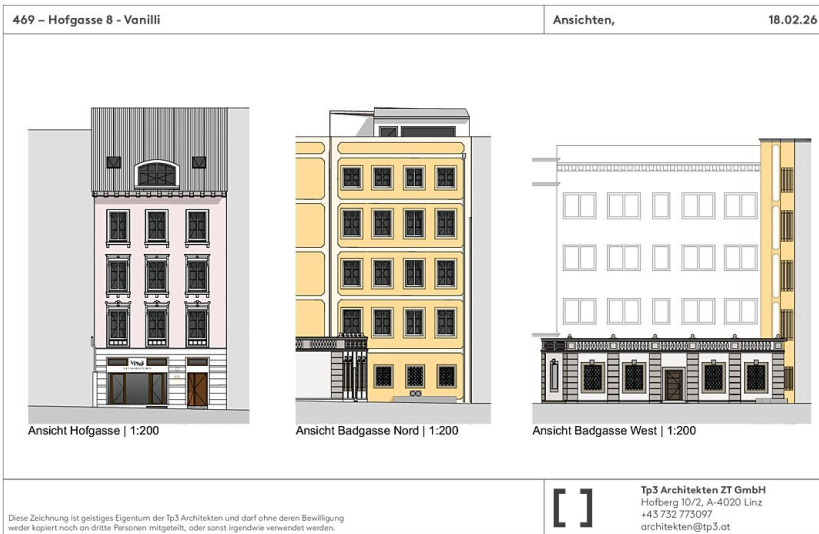 469 – Hofgasse 8 - Vanilli
Ansichten,
18.02.26
Ansicht Hofgasse | 1:200
Ansicht Badgasse Nord | 1:200
Ansicht Badgasse West | 1:200
Diese Zeichnung ist geistiges Eigentum der Tp3 Architekten und darf ohne deren Bewilligung
weder kopiert noch an dritte Personen mitgeteilt, oder sonst irgendwie verwendet werden.
Tp3 Architekten ZT GmbH
Hofberg 10/2, A-4020 Linz
+43 732 773097
architekten@tp3.at